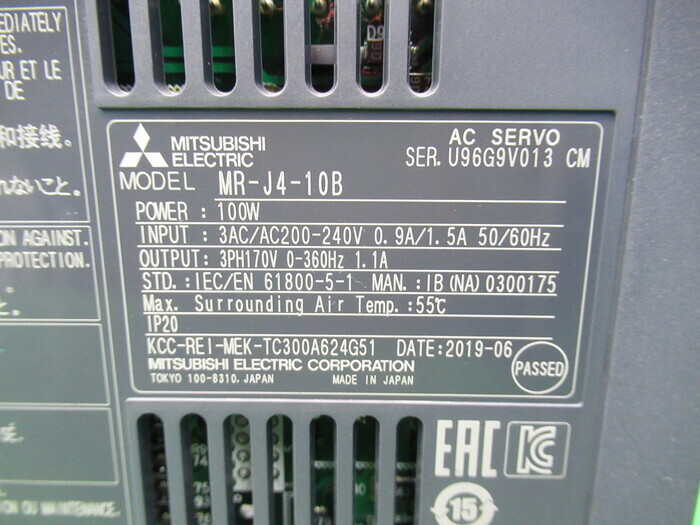 EDIATELY
ES.
UR ET LE
DE
和接线。
れないこと。
ON AGAINST.
PROTECTION.
SÉ.
ION OU MAINTENANCE.
MITSUBISHI
ELECTRIC
AC SERVO
SER. U96G9V013 CM
MODEL MR-J4-10B
POWER : 100W
INPUT : 3AC/AC200-240V 0.9A/1.5A 50/60Hz
OUTPUT: 3PH170V 0-360Hz 1.1A
STD.:IEC/EN 61800-5-1 MAN.:IB(NA)0300175
Max. Surrounding Air Temp.:55℃
IP20
KCC-REI-MEK-TC300A624G51 DATE:2019-06
MITSUBISHI ELECTRIC CORPORATION
TOKYO 100-8310, JAPAN MADE IN JAPAN
PASSED
EAC
15